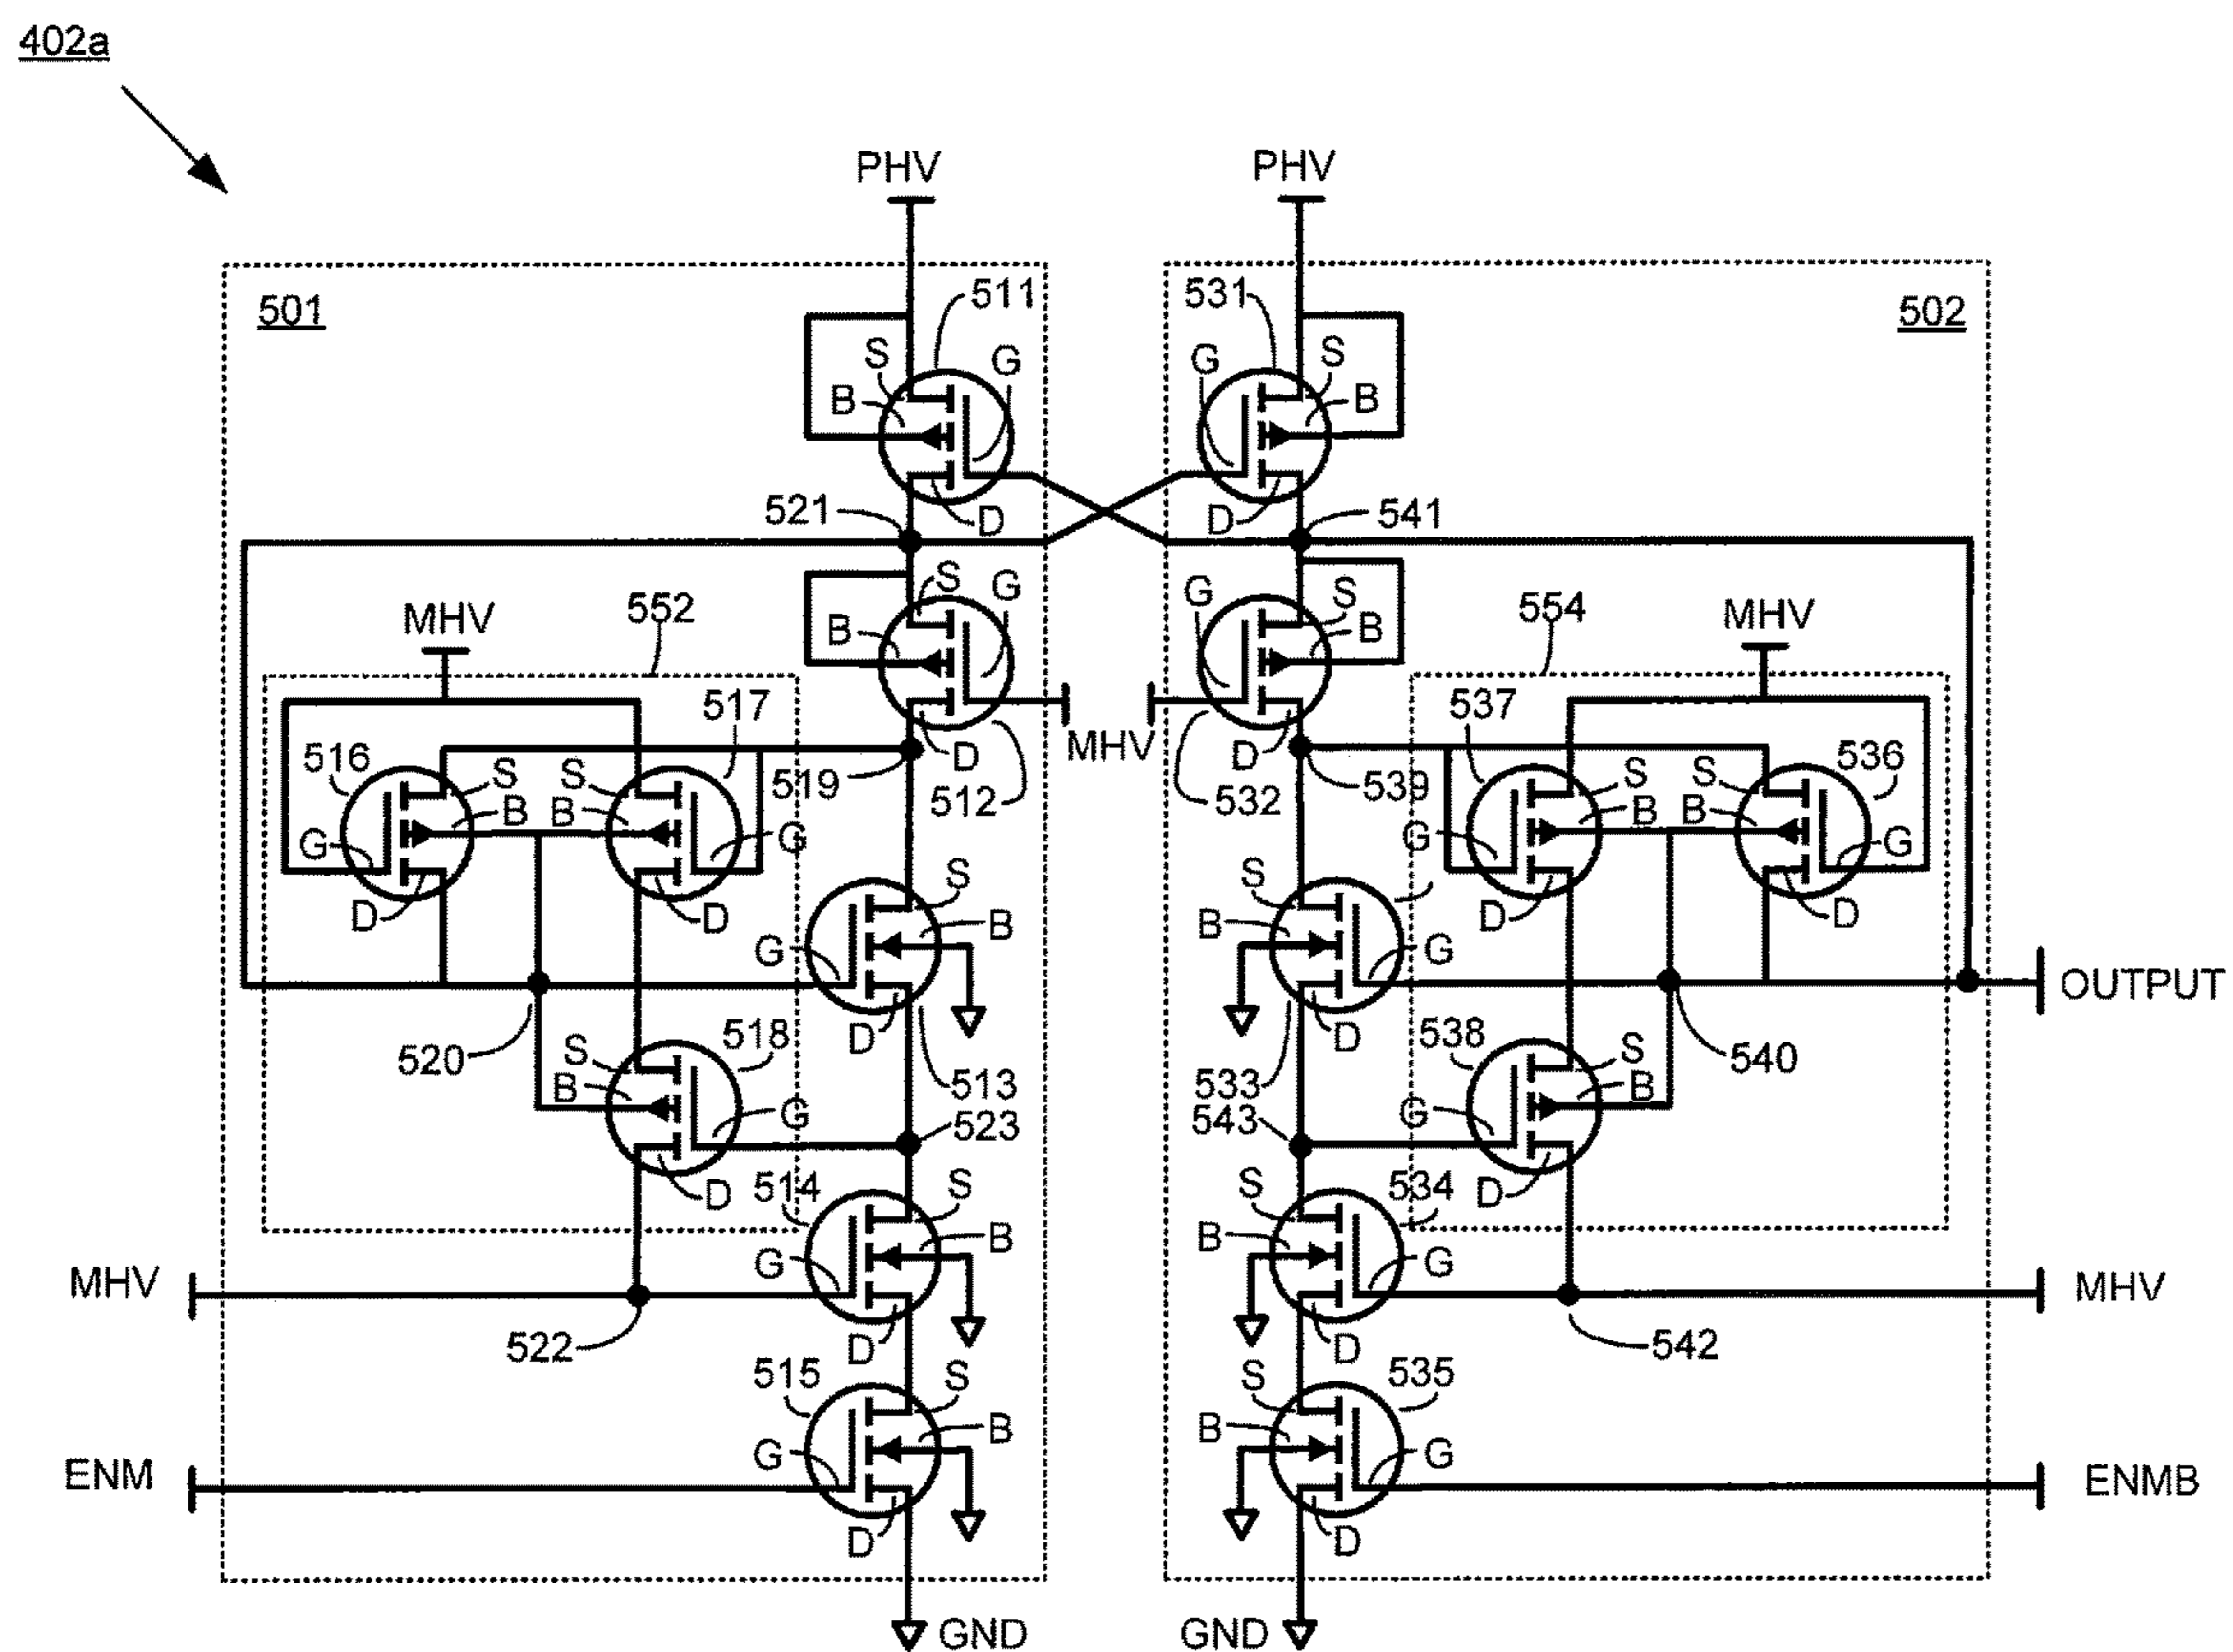 402a
PHV PHV
501 511 531 502
S G G S
B B
D D
521 541
S G G S
B B
MHV 552 554 MHV
517 537
MHV
D D
516 519 512 532 539 536
S S S S
B B B B
G G G G
D D D D
S S
B B
G G
D D
OUTPUT
520 518 513 533 538 540
S S
B B
G G
523 543
D D
514 534
S S
B B
MHV G G MHV
D D
522 542
515 535
S S
B B
ENM G G ENMB
D D
GND GND